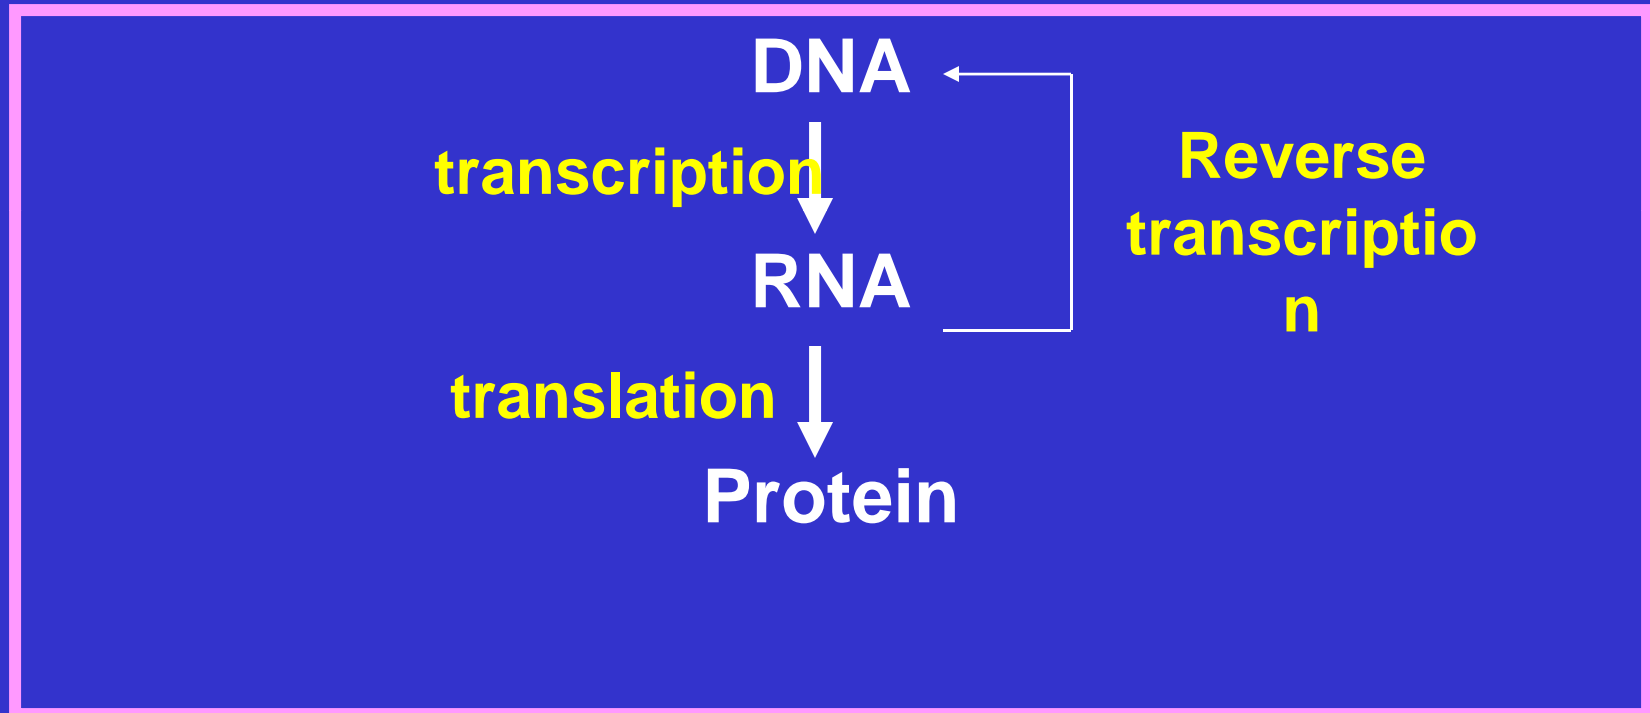 DNA
transcription
Reverse
transcriptio
n
RNA
translation
Protein